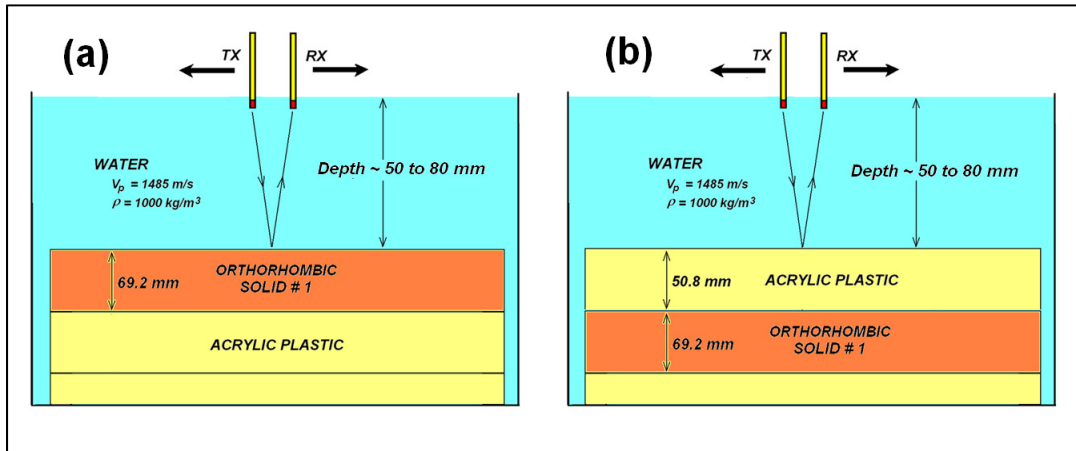 (a)
TX
RX
Depth ~ 50 to 80 mm
WATER
Vp = 1485 m/s
ρ = 1000 kg/m³
69.2 mm
ORTHORHOMBIC
SOLID # 1
ACRYLIC PLASTIC
(b)
TX
RX
Depth ~ 50 to 80 mm
WATER
Vp = 1485 m/s
ρ = 1000 kg/m³
50.8 mm
ACRYLIC PLASTIC
69.2 mm
ORTHORHOMBIC
SOLID # 1